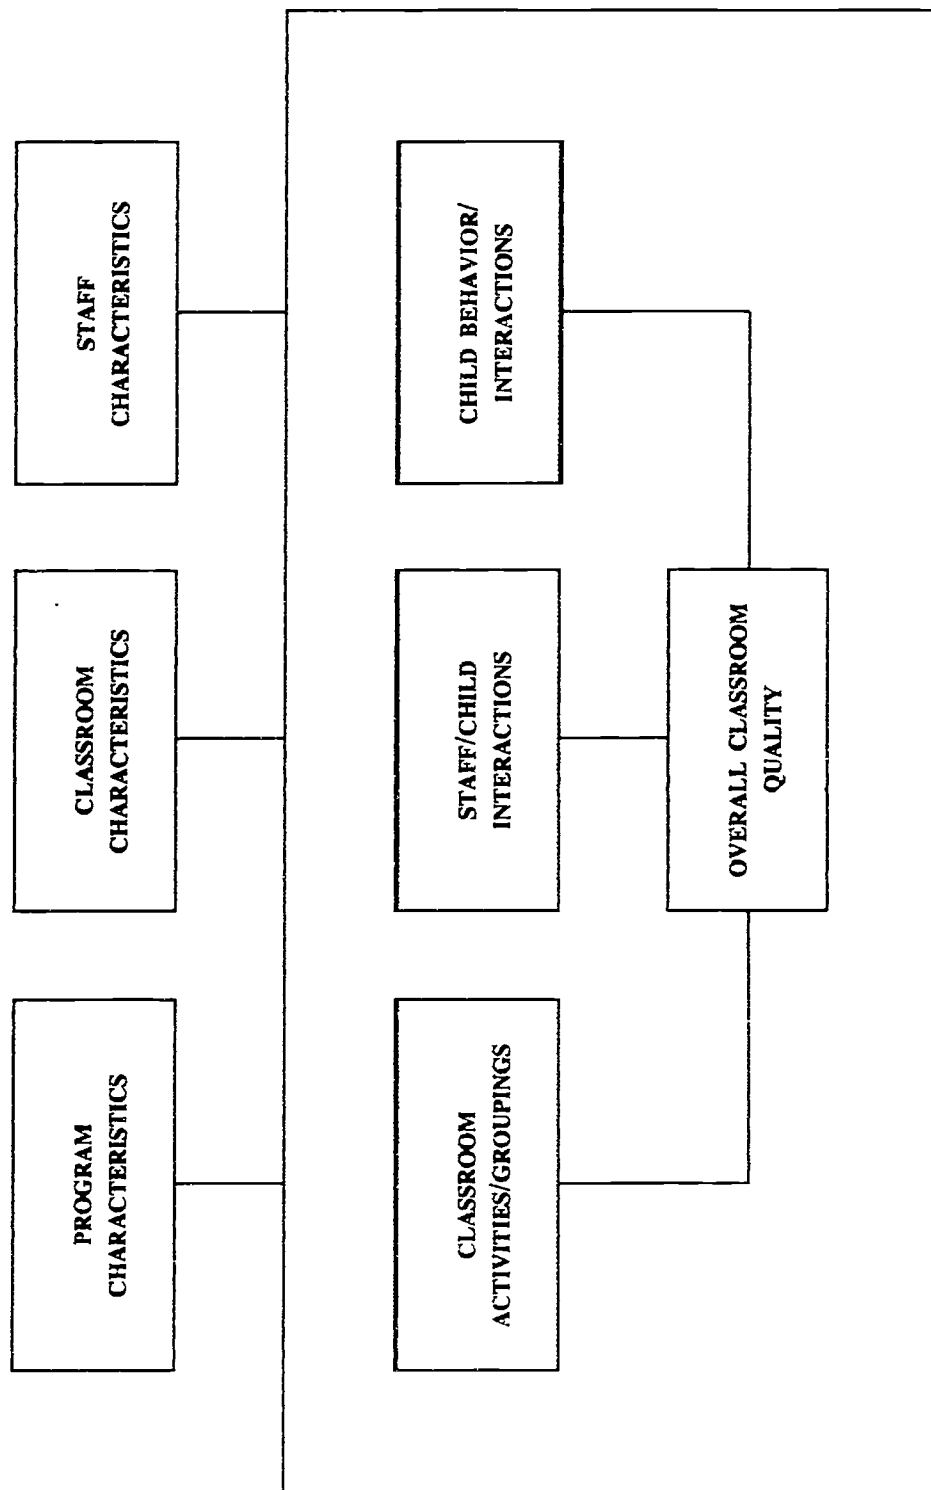 PROGRAM
CHARACTERISTICS
CLASSROOM
CHARACTERISTICS
STAFF
CHARACTERISTICS
CLASSROOM
ACTIVITIES/GROUPINGS
STAFF/CHILD
INTERACTIONS
CHILD BEHAVIOR/
INTERACTIONS
OVERALL CLASSROOM
QUALITY